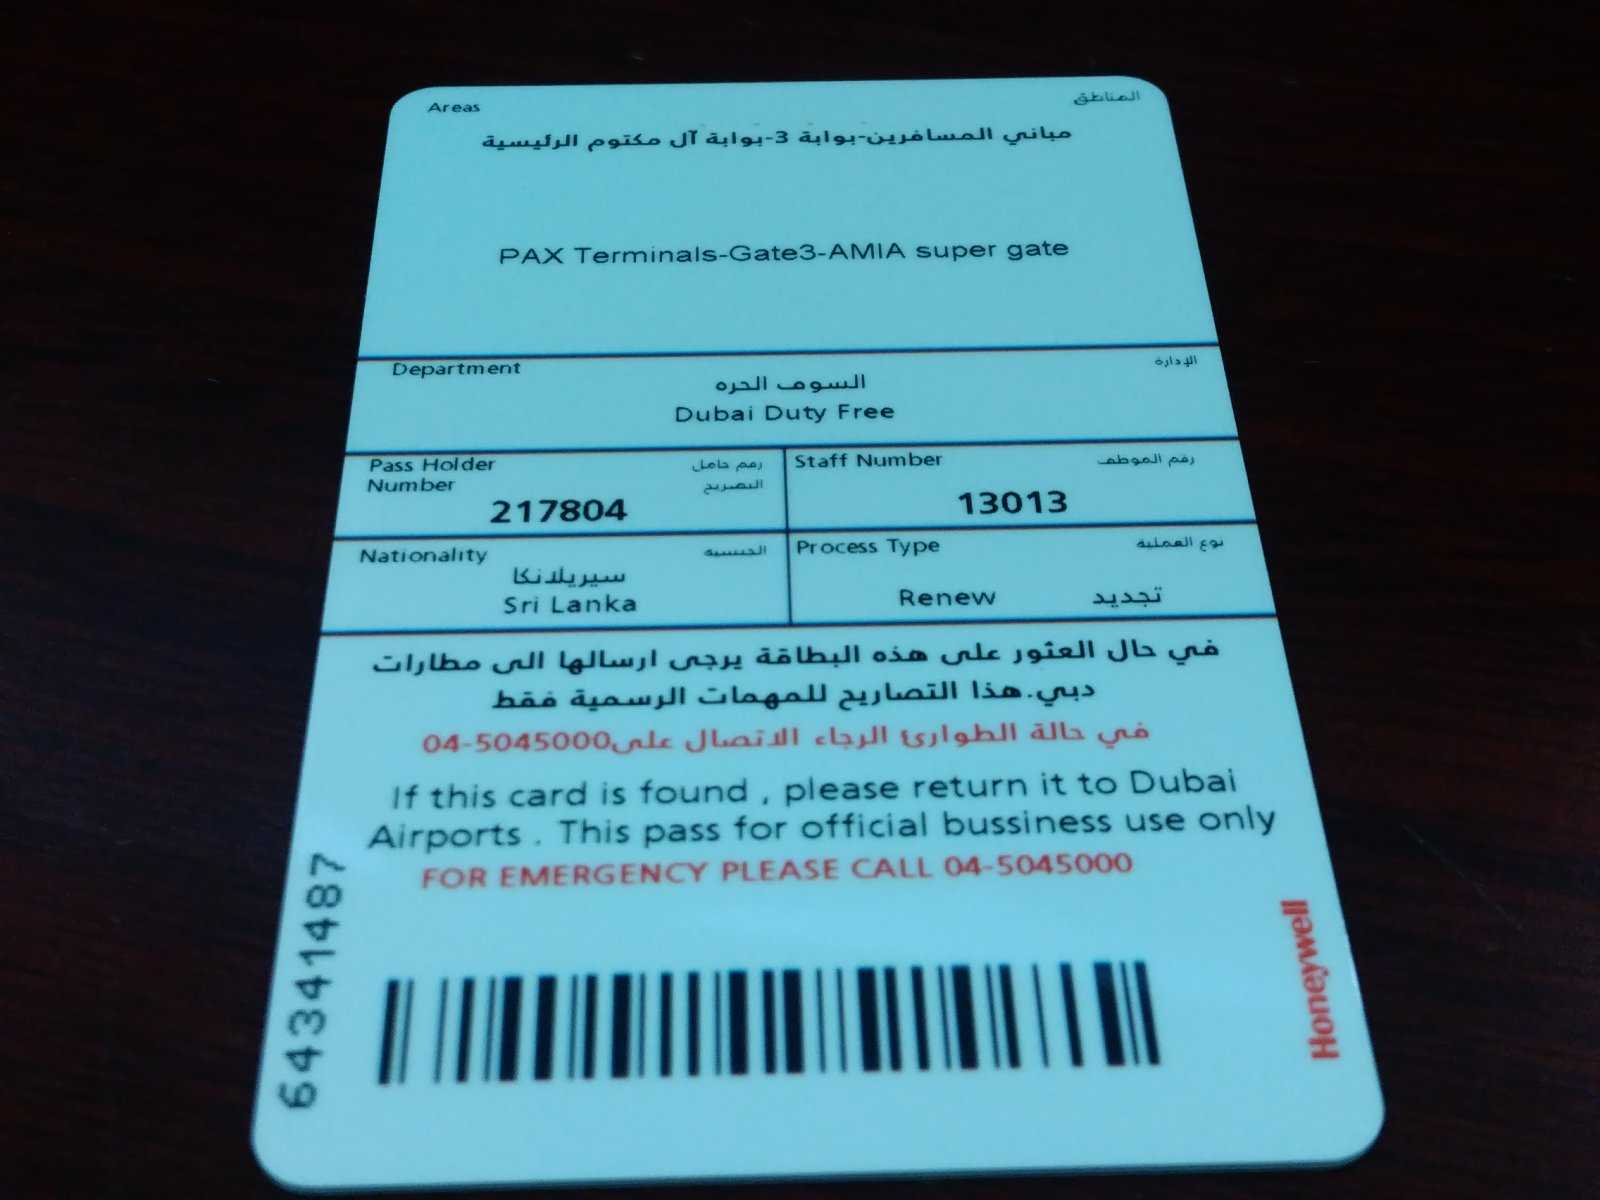 Areas المناطق
مباني المسافرين-بوابة 3-بوابة آل مكتوم الرئيسية
PAX Terminals-Gate3-AMIA super gate
Department الإدارة
السوف الحره
Dubai Duty Free
Pass Holder رقم حامل
Number التصريح
217804
Staff Number رقم الموظف
13013
Nationality الجنسية
سيريلانكا
Sri Lanka
Process Type نوع العملية
Renew تجديد
في حال العثور على هذه البطاقة يرجى ارسالها الى مطارات
دبي.هذا التصاريح للمهمات الرسمية فقط
في حالة الطوارئ الرجاء الاتصال على04-5045000
If this card is found , please return it to Dubai
Airports . This pass for official bussiness use only
FOR EMERGENCY PLEASE CALL 04-5045000
64341487
Honeywell